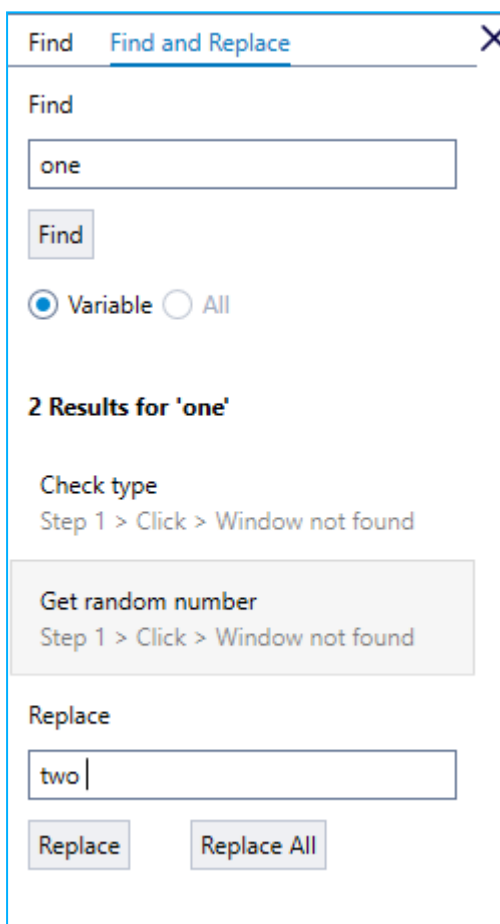 Find Find and Replace
Find
one
Find
Variable All
2 Results for 'one'
Check type
Step 1 > Click > Window not found
Get random number
Step 1 > Click > Window not found
Replace
two
Replace Replace All